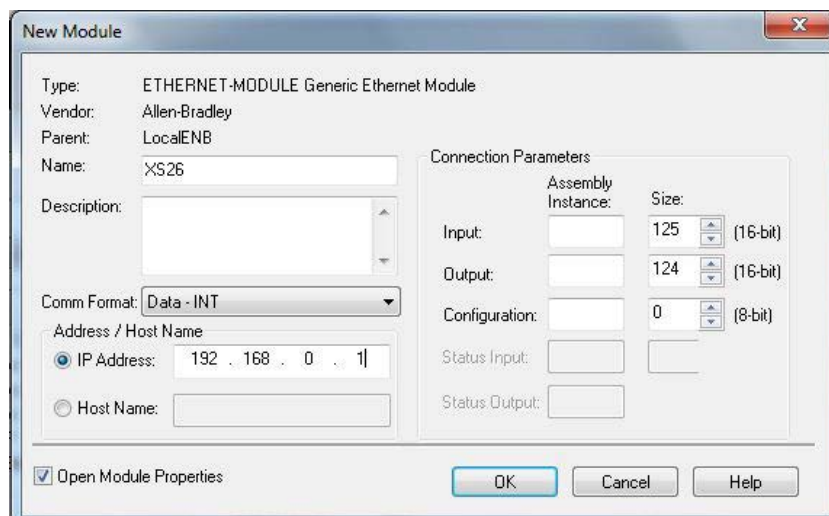 New Module
Type: ETHERNET-MODULE Generic Ethernet Module
Vendor: Allen-Bradley
Parent: LocalENB
Name: XS26
Description:
Comm Format: Data - INT
Address / Host Name
IP Address: 192 . 168 . 0 . 1
Host Name:
Connection Parameters
Assembly
Instance: Size:
Input: 125 (16-bit)
Output: 124 (16-bit)
Configuration: 0 (8-bit)
Status Input:
Status Output:
Open Module Properties
OK Cancel Help